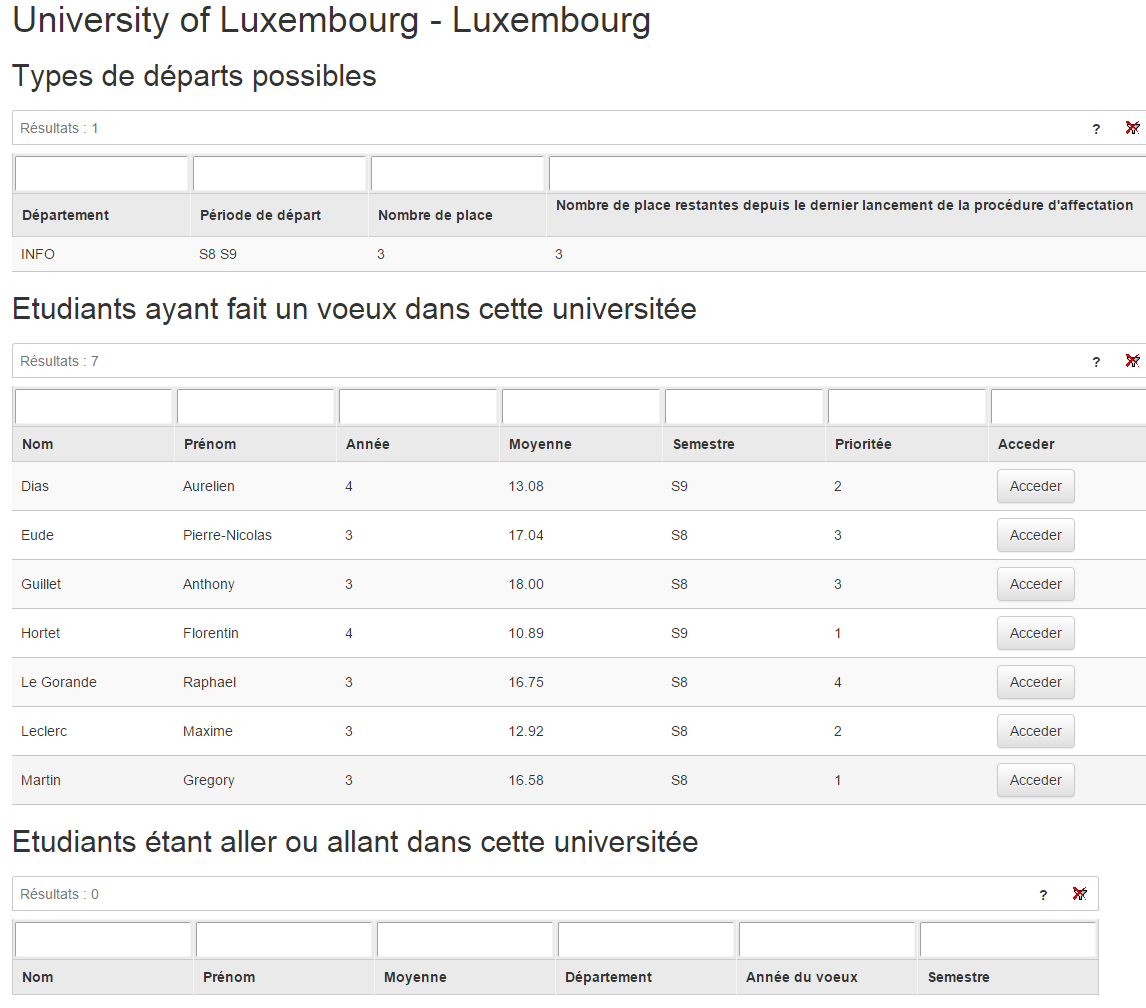 University of Luxembourg - Luxembourg
Types de départs possibles
Résultats : 1 ?
Département Période de départ Nombre de place Nombre de place restantes depuis le dernier lancement de la procédure d'affectation
INFO S8 S9 3 3
Etudiants ayant fait un voeux dans cette universitée
Résultats : 7 ?
Nom Prénom Année Moyenne Semestre Prioritée Acceder
Dias Aurelien 4 13.08 S9 2 Acceder
Eude Pierre-Nicolas 3 17.04 S8 3 Acceder
Guillet Anthony 3 18.00 S8 3 Acceder
Hortet Florentin 4 10.89 S9 1 Acceder
Le Gorande Raphael 3 16.75 S8 4 Acceder
Leclerc Maxime 3 12.92 S8 2 Acceder
Martin Gregory 3 16.58 S8 1 Acceder
Etudiants étant aller ou allant dans cette universitée
Résultats : 0 ?
Nom Prénom Moyenne Département Année du voeux Semestre